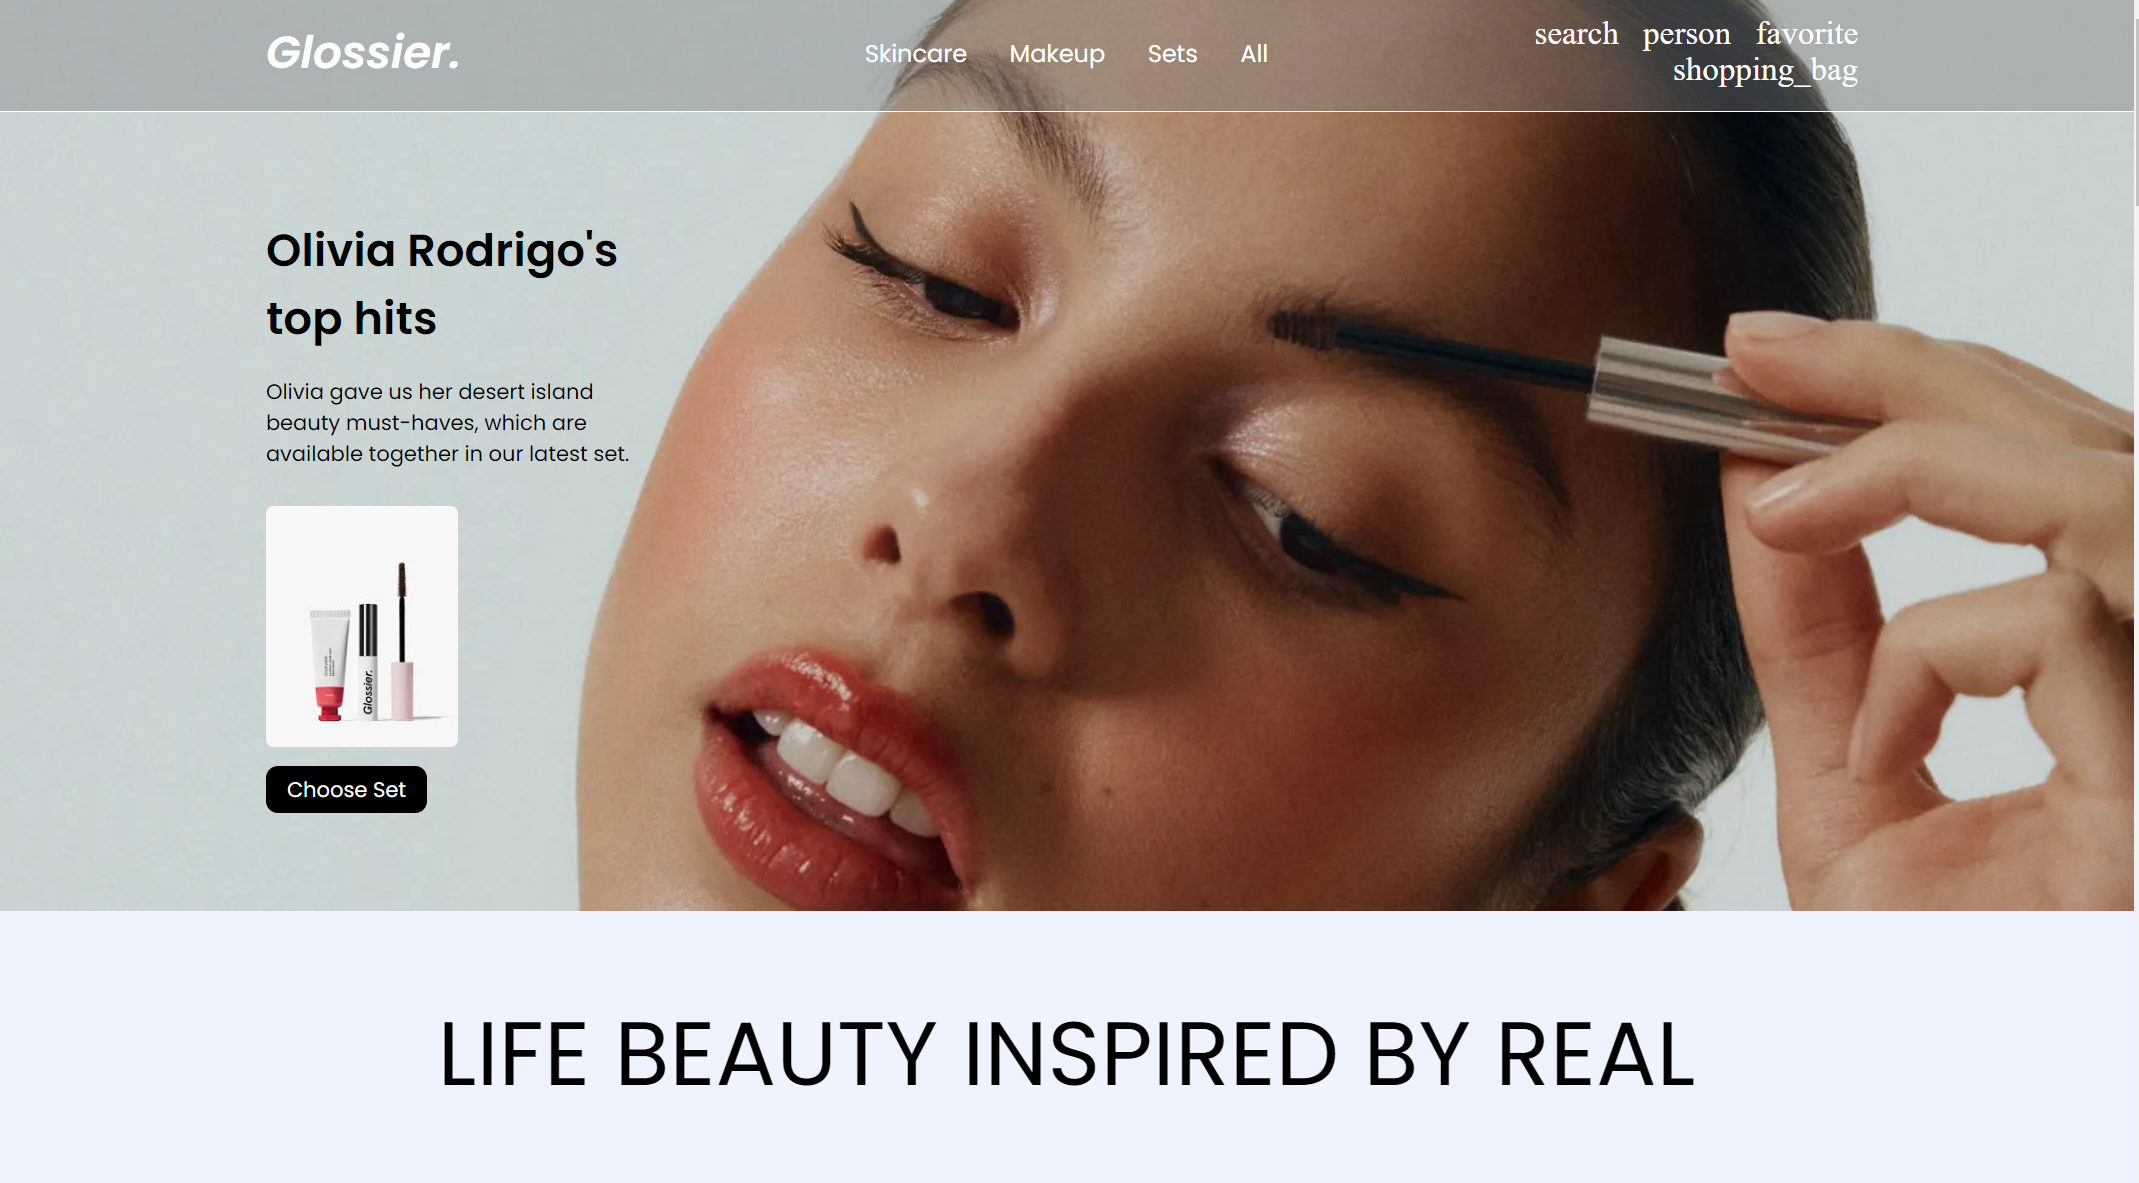 Glossier.
Skincare Makeup Sets All
search person favorite
shopping_bag
Olivia Rodrigo's
top hits
Olivia gave us her desert island
beauty must-haves, which are
available together in our latest set.
Glossier.
Choose Set
LIFE BEAUTY INSPIRED BY REAL